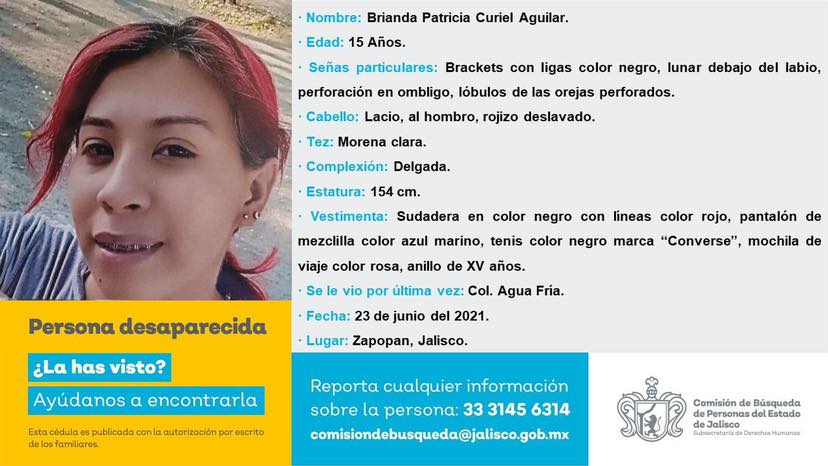 · Nombre: Brianda Patricia Curiel Aguilar.
· Edad: 15 Años.
· Señas particulares: Brackets con ligas color negro, lunar debajo del labio,
perforación en ombligo, lóbulos de las orejas perforados.
· Cabello: Lacio, al hombro, rojizo deslavado.
· Tez: Morena clara.
· Complexión: Delgada.
· Estatura: 154 cm.
· Vestimenta: Sudadera en color negro con líneas color rojo, pantalón de
mezclilla color azul marino, tenis color negro marca “Converse”, mochila de
viaje color rosa, anillo de XV años.
· Se le vio por última vez: Col. Agua Fría.
· Fecha: 23 de junio del 2021.
· Lugar: Zapopan, Jalisco.
Persona desaparecida
¿La has visto?
Ayúdanos a encontrarla
Esta cédula es publicada con la autorización por escrito
de los familiares.
Reporta cualquier información
sobre la persona: 33 3145 6314
comisiondebusqueda@jalisco.gob.mx
Comisión de Búsqueda
de Personas del Estado
de Jalisco
Subsecretaría de Derechos Humanos